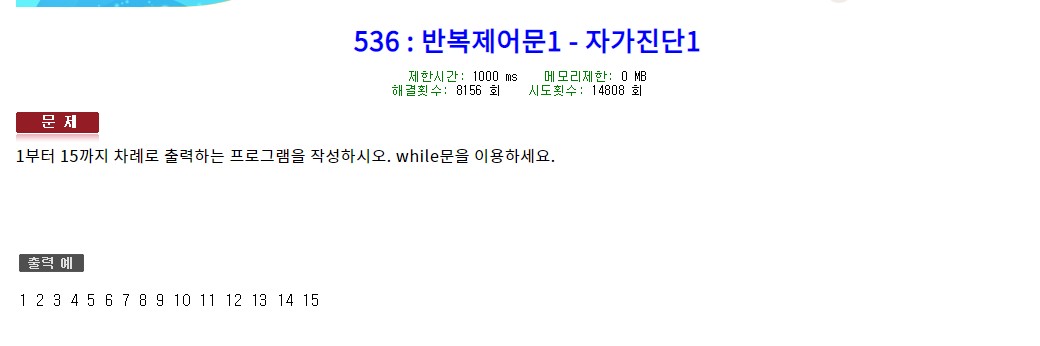 536 : 반복제어문1 - 자가진단1
제한시간: 1000 ms 메모리제한: 0 MB
해결횟수: 8156 회 시도횟수: 14808 회
문 제
1부터 15까지 차례로 출력하는 프로그램을 작성하시오. while문을 이용하세요.
출력 예
1 2 3 4 5 6 7 8 9 10 11 12 13 14 15